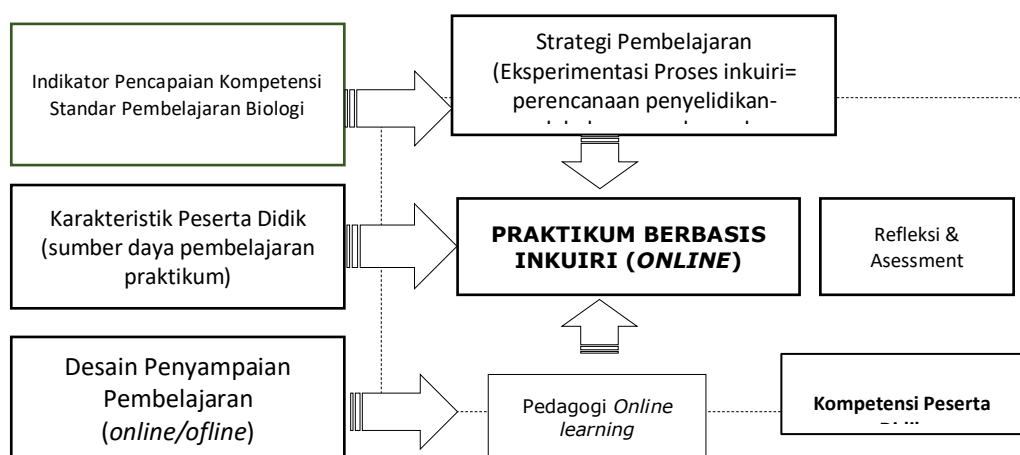 Indikator Pencapaian Kompetensi
Standar Pembelajaran Biologi
Strategi Pembelajaran
(Eksperimentasi Proses inkuiri=
perencanaan penyelidikan-
Karakteristik Peserta Didik
(sumber daya pembelajaran
praktikum)
PRAKTIKUM BERBASIS
INKUIRI (ONLINE)
Refleksi &
Asessment
Desain Penyampaian
Pembelajaran
(online/ofline)
Pedagogi Online
learning
Kompetensi Peserta